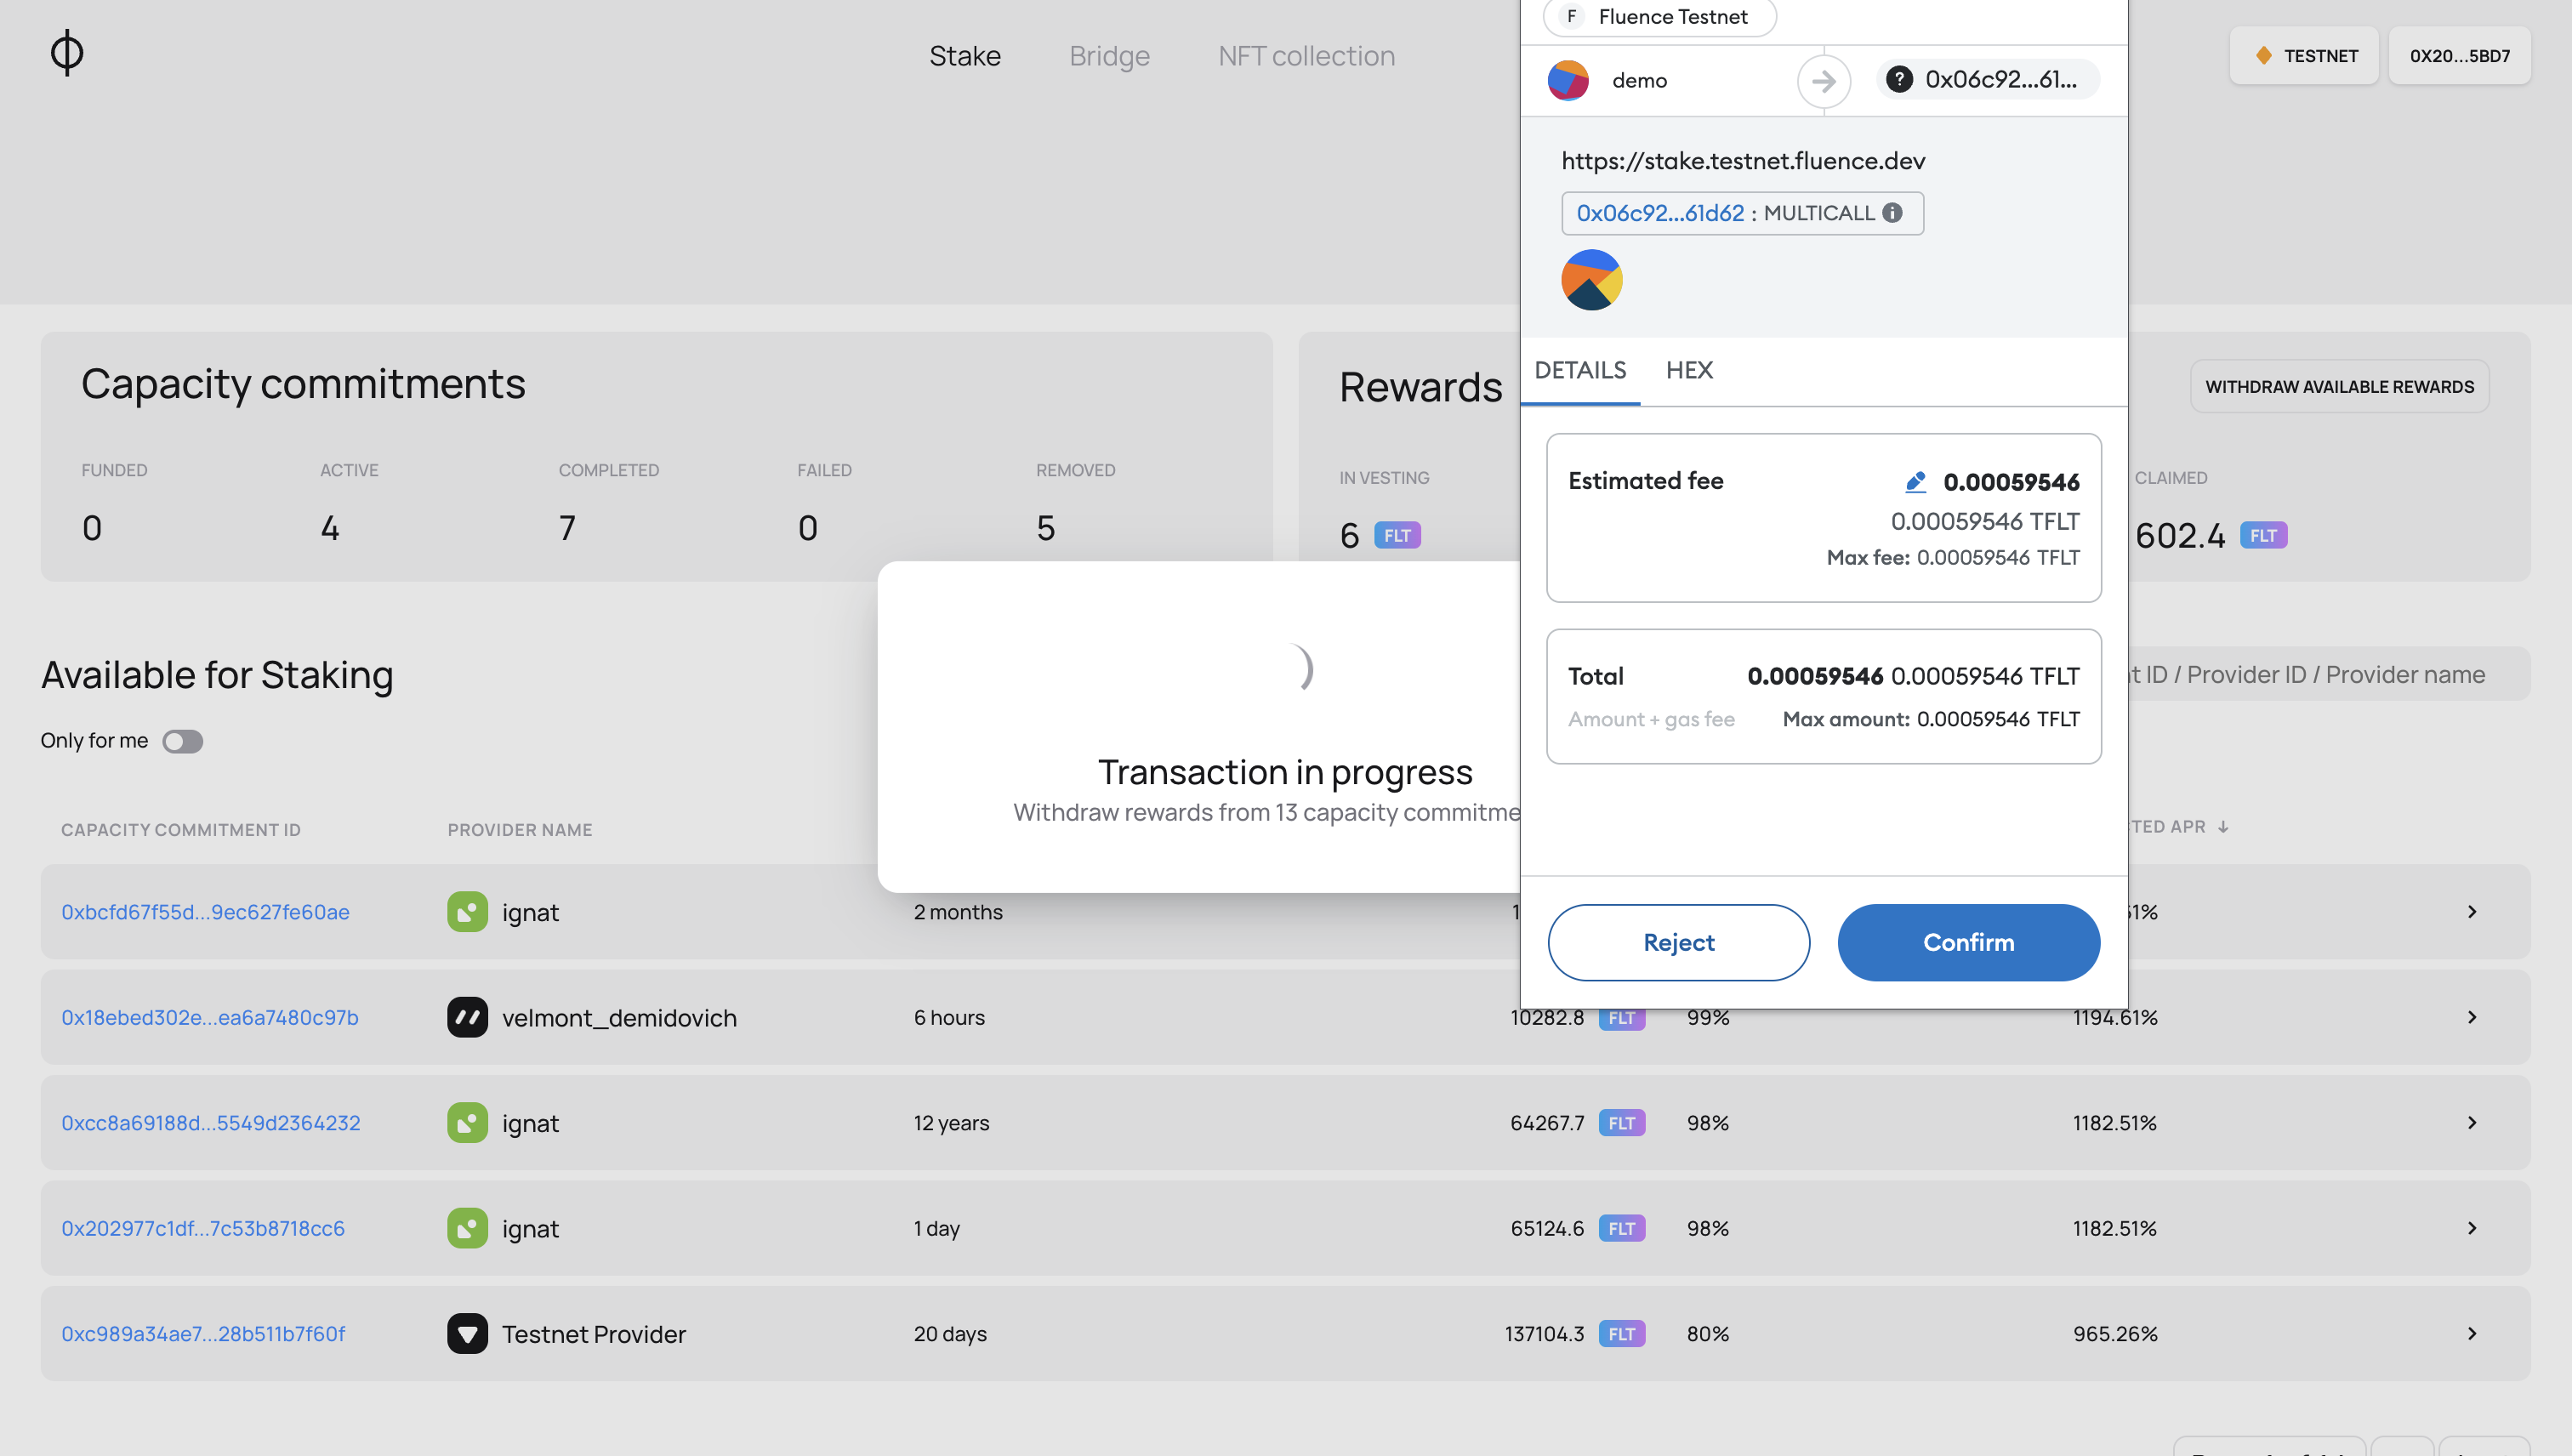 Stake
Bridge
NFT collection
TESTNET
0X20...5BD7
F
Fluence Testnet
demo
? 0x06c92...61...
https://stake.testnet.fluence.dev
0x06c92...61d62 : MULTICALL
DETAILS
HEX
Estimated fee
0.00059546
0.00059546 TFLT
Max fee: 0.00059546 TFLT
Total
0.00059546 0.00059546 TFLT
Amount + gas fee
Max amount: 0.00059546 TFLT
Reject
Confirm
Capacity commitments
FUNDED
ACTIVE
COMPLETED
FAILED
REMOVED
0
4
7
0
5
Rewards
WITHDRAW AVAILABLE REWARDS
IN VESTING
CLAIMED
6 FLT
602.4 FLT
Transaction in progress
Withdraw rewards from 13 capacity
Available for Staking
ID / Provider ID / Provider name
Only for me
CAPACITY COMMITMENT ID
PROVIDER NAME
APR
0xbcfd67f55d...9ec627fe60ae
ignat
2 months
0x18ebed302e...ea6a7480c97b
velmont_demidovich
6 hours
10282.8 FLT
99%
1194.61%
0xcc8a69188d...5549d2364232
ignat
12 years
64267.7 FLT
98%
1182.51%
0x202977c1df...7c53b8718cc6
ignat
1 day
65124.6 FLT
98%
1182.51%
0xc989a34ae7...28b511b7f60f
Testnet Provider
20 days
137104.3 FLT
80%
965.26%